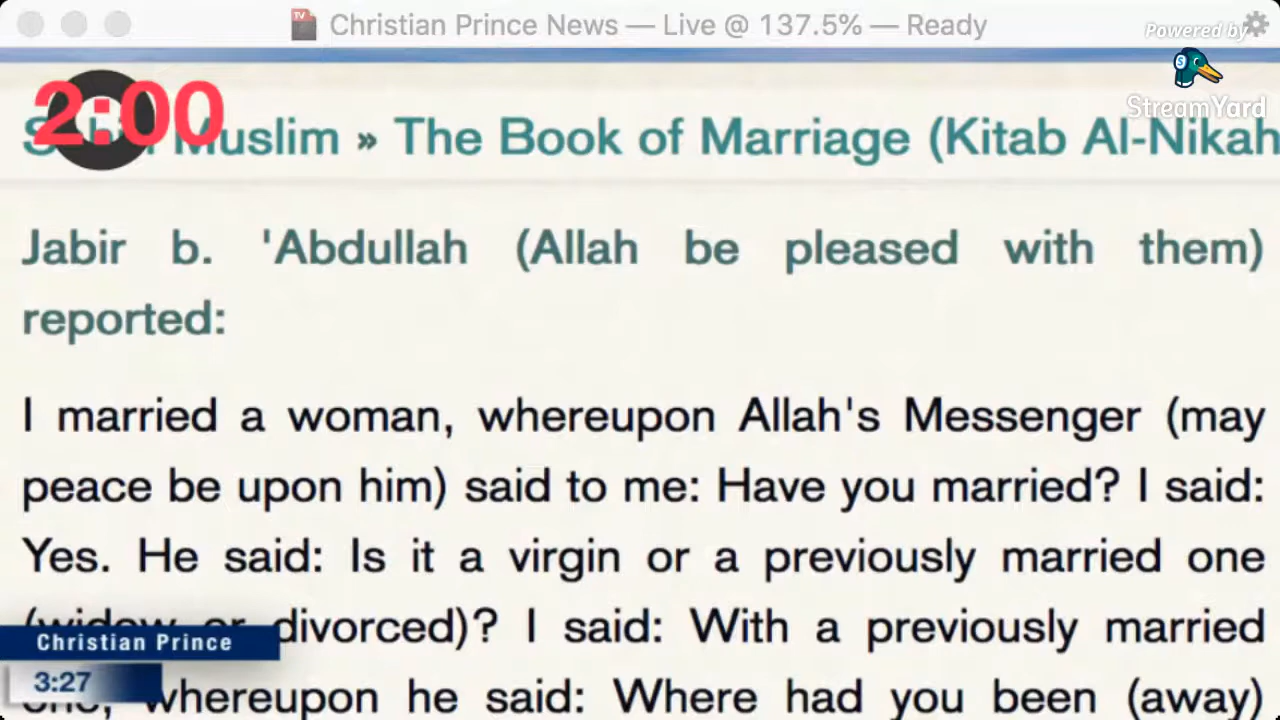 Christian Prince News — Live @ 137.5% — Ready
Powered by
StreamYard
2:00
Muslim » The Book of Marriage (Kitab Al-Nikah
Jabir b. 'Abdullah (Allah be pleased with them)
reported:
I married a woman, whereupon Allah's Messenger (may
peace be upon him) said to me: Have you married? I said:
Yes. He said: Is it a virgin or a previously married one
(widow or divorced)? I said: With a previously married
Christian Prince
3:27
one, whereupon he said: Where had you been (away)